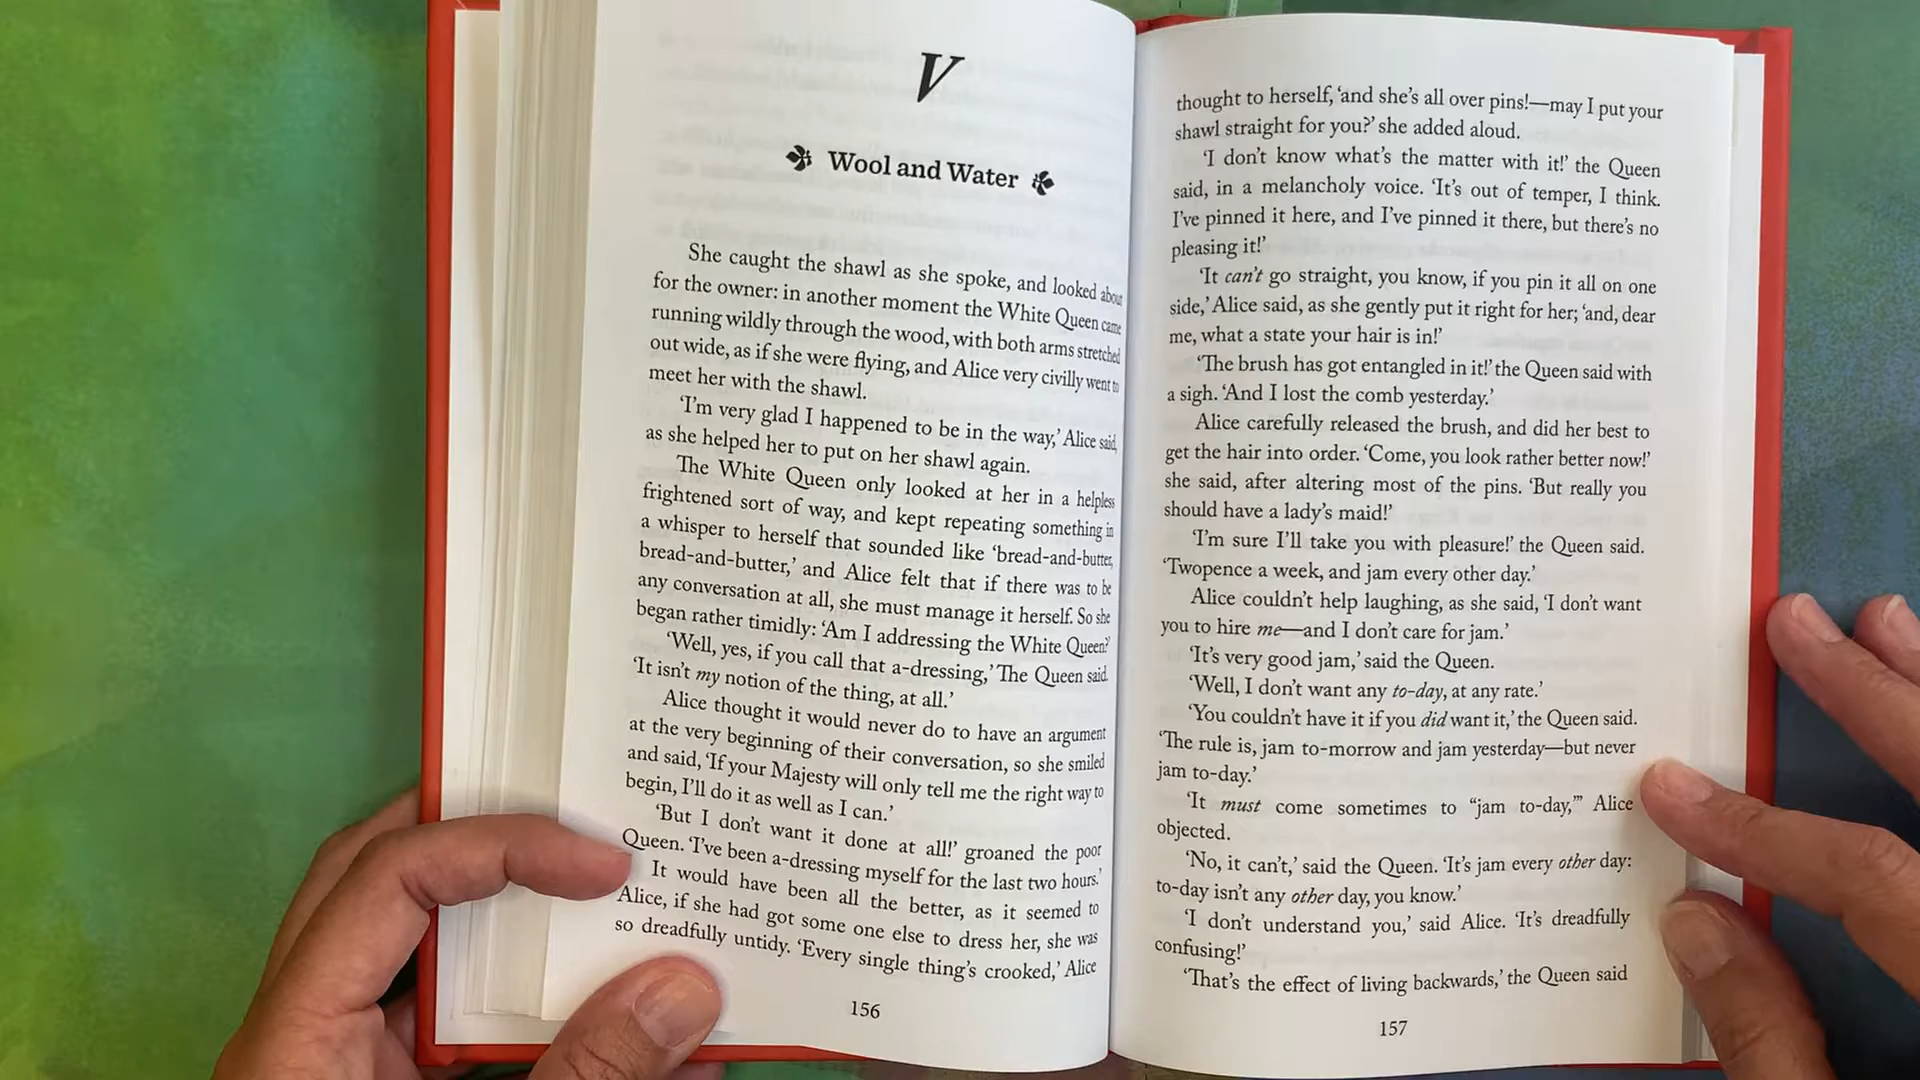 V
Wool and Water
She caught the shawl as she spoke, and looked about
for the owner: in another moment the White Queen came
running wildly through the wood, with both arms stretched
out wide, as if she were flying, and Alice very civilly went to
meet her with the shawl.
‘I’m very glad I happened to be in the way,’ Alice said,
as she helped her to put on her shawl again.
The White Queen only looked at her in a helpless
frightened sort of way, and kept repeating something in
a whisper to herself that sounded like ‘bread-and-butter,
bread-and-butter,’ and Alice felt that if there was to be
any conversation at all, she must manage it herself. So she
began rather timidly: ‘Am I addressing the White Queen?’
‘Well, yes, if you call that a-dressing,’ The Queen said.
‘It isn’t my notion of the thing, at all.’
Alice thought it would never do to have an argument
at the very beginning of their conversation, so she smiled
and said, ‘If your Majesty will only tell me the right way to
begin, I’ll do it as well as I can.’
‘But I don’t want it done at all!’ groaned the poor
Queen. ‘I’ve been a-dressing myself for the last two hours.’
It would have been all the better, as it seemed to
Alice, if she had got some one else to dress her, she was
so dreadfully untidy. ‘Every single thing’s crooked,’ Alice
156
thought to herself, ‘and she’s all over pins!—may I put your
shawl straight for you?’ she added aloud.
‘I don’t know what’s the matter with it!’ the Queen
said, in a melancholy voice. ‘It’s out of temper, I think.
I’ve pinned it here, and I’ve pinned it there, but there’s no
pleasing it!’
‘It can’t go straight, you know, if you pin it all on one
side,’ Alice said, as she gently put it right for her; ‘and, dear
me, what a state your hair is in!’
‘The brush has got entangled in it!’ the Queen said with
a sigh. ‘And I lost the comb yesterday.’
Alice carefully released the brush, and did her best to
get the hair into order. ‘Come, you look rather better now!’
she said, after altering most of the pins. ‘But really you
should have a lady’s maid!’
‘I’m sure I’ll take you with pleasure!’ the Queen said.
‘Twopence a week, and jam every other day.’
Alice couldn’t help laughing, as she said, ‘I don’t want
you to hire me—and I don’t care for jam.’
‘It’s very good jam,’ said the Queen.
‘Well, I don’t want any to-day, at any rate.’
‘You couldn’t have it if you did want it,’ the Queen said.
‘The rule is, jam to-morrow and jam yesterday—but never
jam to-day.’
‘It must come sometimes to “jam to-day,”’ Alice
objected.
‘No, it can’t,’ said the Queen. ‘It’s jam every other day:
to-day isn’t any other day, you know.’
‘I don’t understand you,’ said Alice. ‘It’s dreadfully
confusing!’
‘That’s the effect of living backwards,’ the Queen said
157